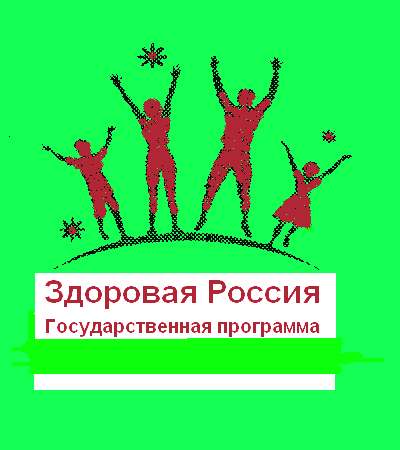 Здоровая Россия
Государственная программа